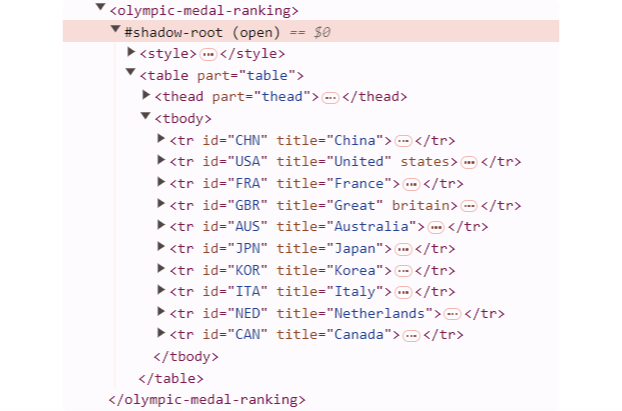 <olympic-medal-ranking>
#shadow-root (open) == $0
<style>…</style>
<table part="table">
<thead part="thead">…</thead>
<tbody>
<tr id="CHN" title="China">…</tr>
<tr id="USA" title="United" states>…</tr>
<tr id="FRA" title="France">…</tr>
<tr id="GBR" title="Great" britain>…</tr>
<tr id="AUS" title="Australia">…</tr>
<tr id="JPN" title="Japan">…</tr>
<tr id="KOR" title="Korea">…</tr>
<tr id="ITA" title="Italy">…</tr>
<tr id="NED" title="Netherlands">…</tr>
<tr id="CAN" title="Canada">…</tr>
</tbody>
</table>
</olympic-medal-ranking>